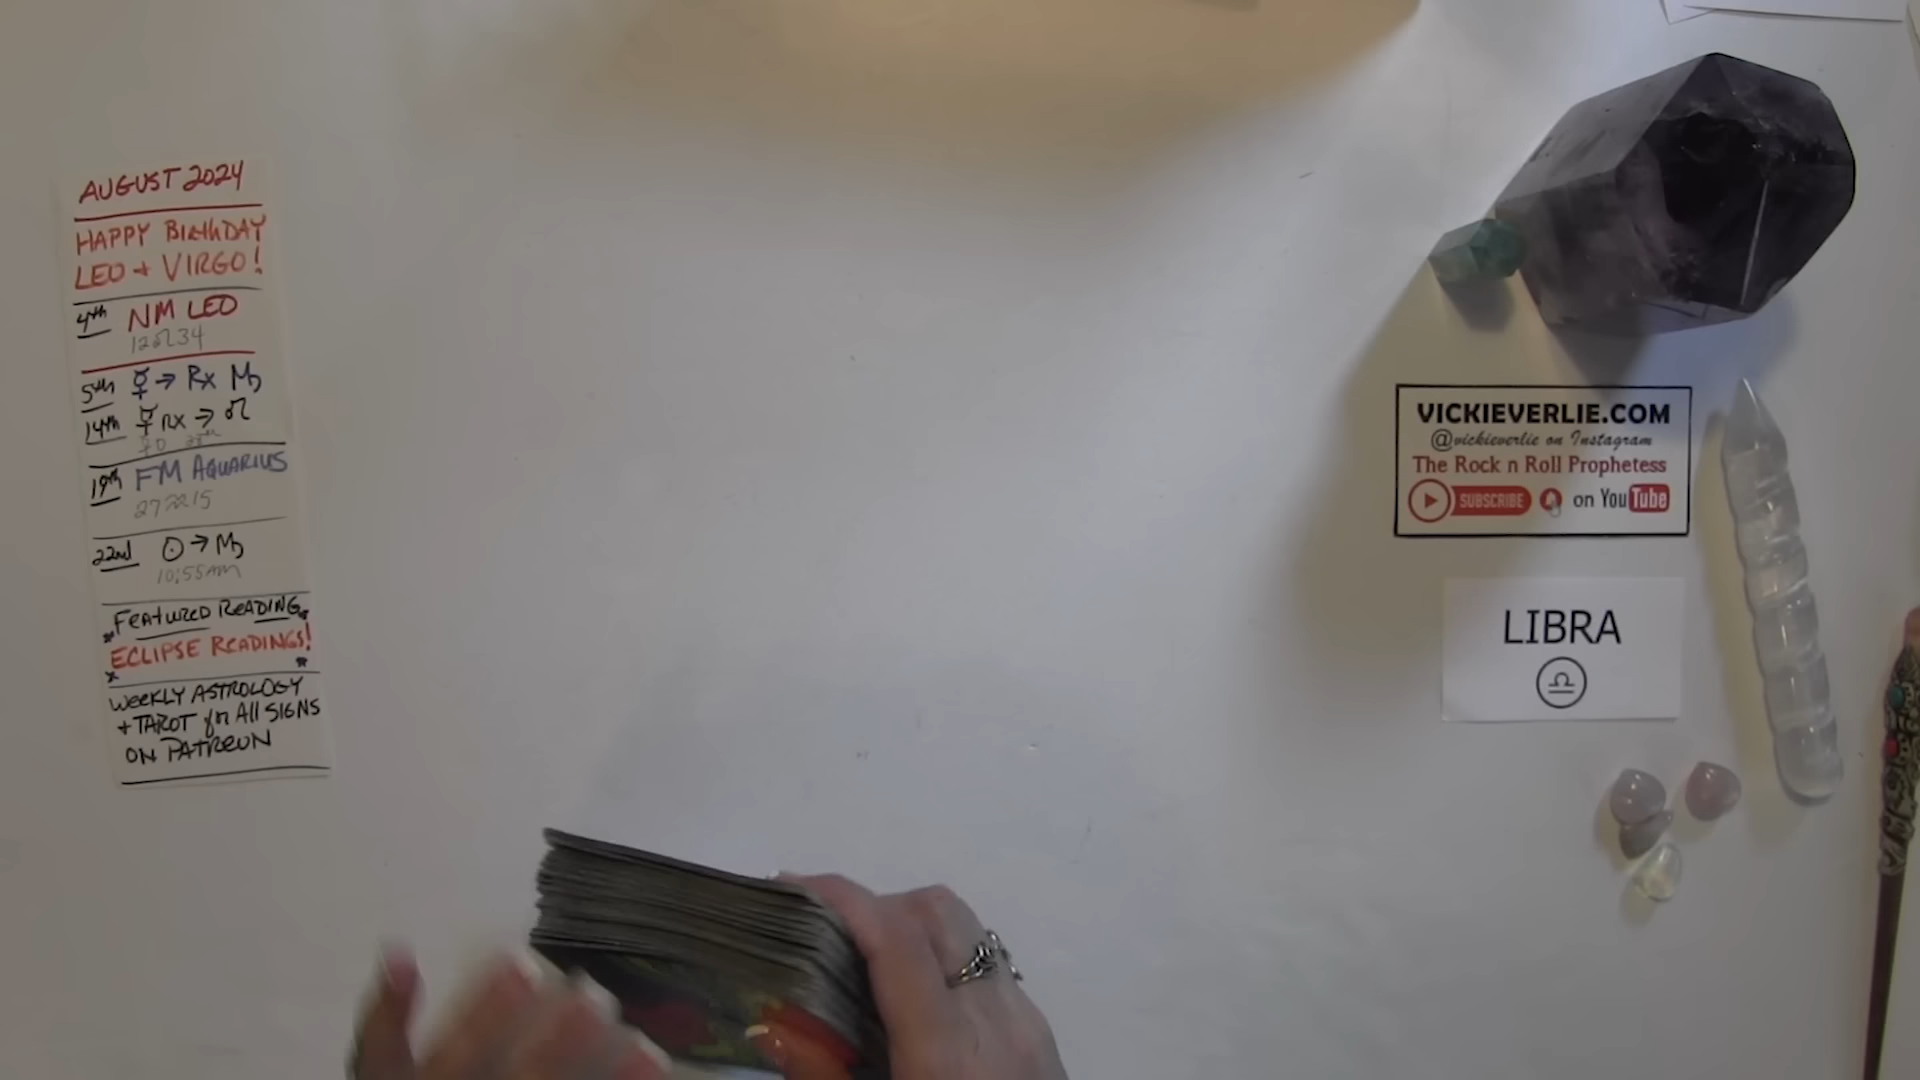 AUGUST 2024
HAPPY BIRTHDAY
LEO + VIRGO!
4th NM LEO
12♌34
5th ☿→ Rx ♍
14th ☿ Rx → ♌
19th FM AQUARIUS
27♒15
22nd ☉→♍
10:55AM
FEATURED READING
ECLIPSE READINGS!
WEEKLY ASTROLOGY
+ TAROT for All SIGNS
ON PATREON
VICKIEVERLIE.COM
@vickieverlie on Instagram
The Rock n Roll Prophetess
SUBSCRIBE on YouTube
LIBRA
♎